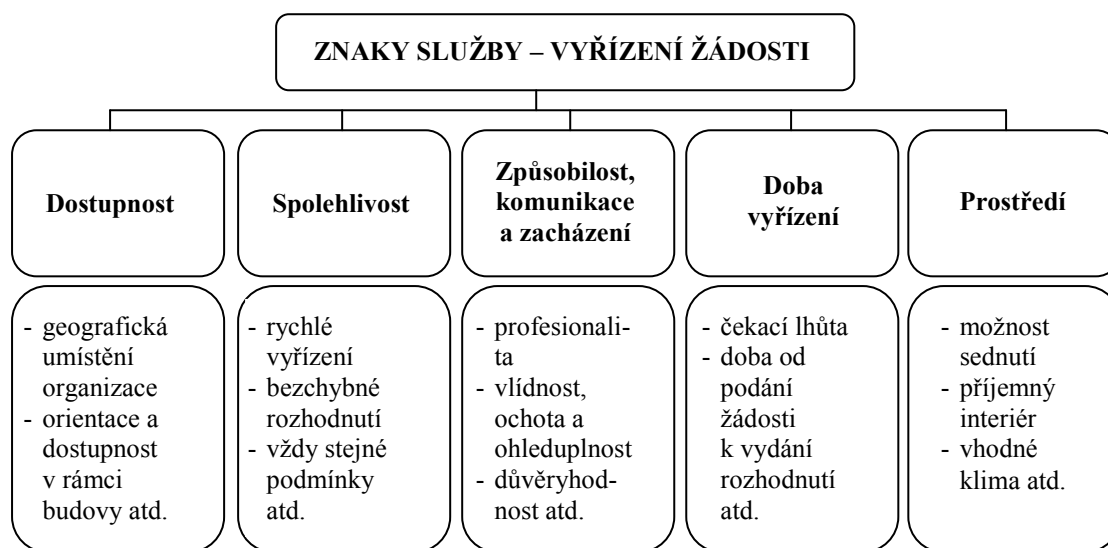 ZNAKY SLUŽBY – VYŘÍZENÍ ŽÁDOSTI
Dostupnost
Spolehlivost
Způsobilost,
komunikace
a zacházení
Doba
vyřízení
Prostředí
- geografická
umístění
organizace
- orientace a
dostupnost
v rámci
budovy atd.
- rychlé
vyřízení
- bezchybné
rozhodnutí
- vždy stejné
podmínky
atd.
- profesionali-
ta
- vlídnost,
ochota a
ohleduplnost
- důvěryhod-
nost atd.
- čekací lhůta
- doba od
podání
žádosti
k vydání
rozhodnutí
atd.
- možnost
sednutí
- příjemný
interiér
- vhodné
klima atd.